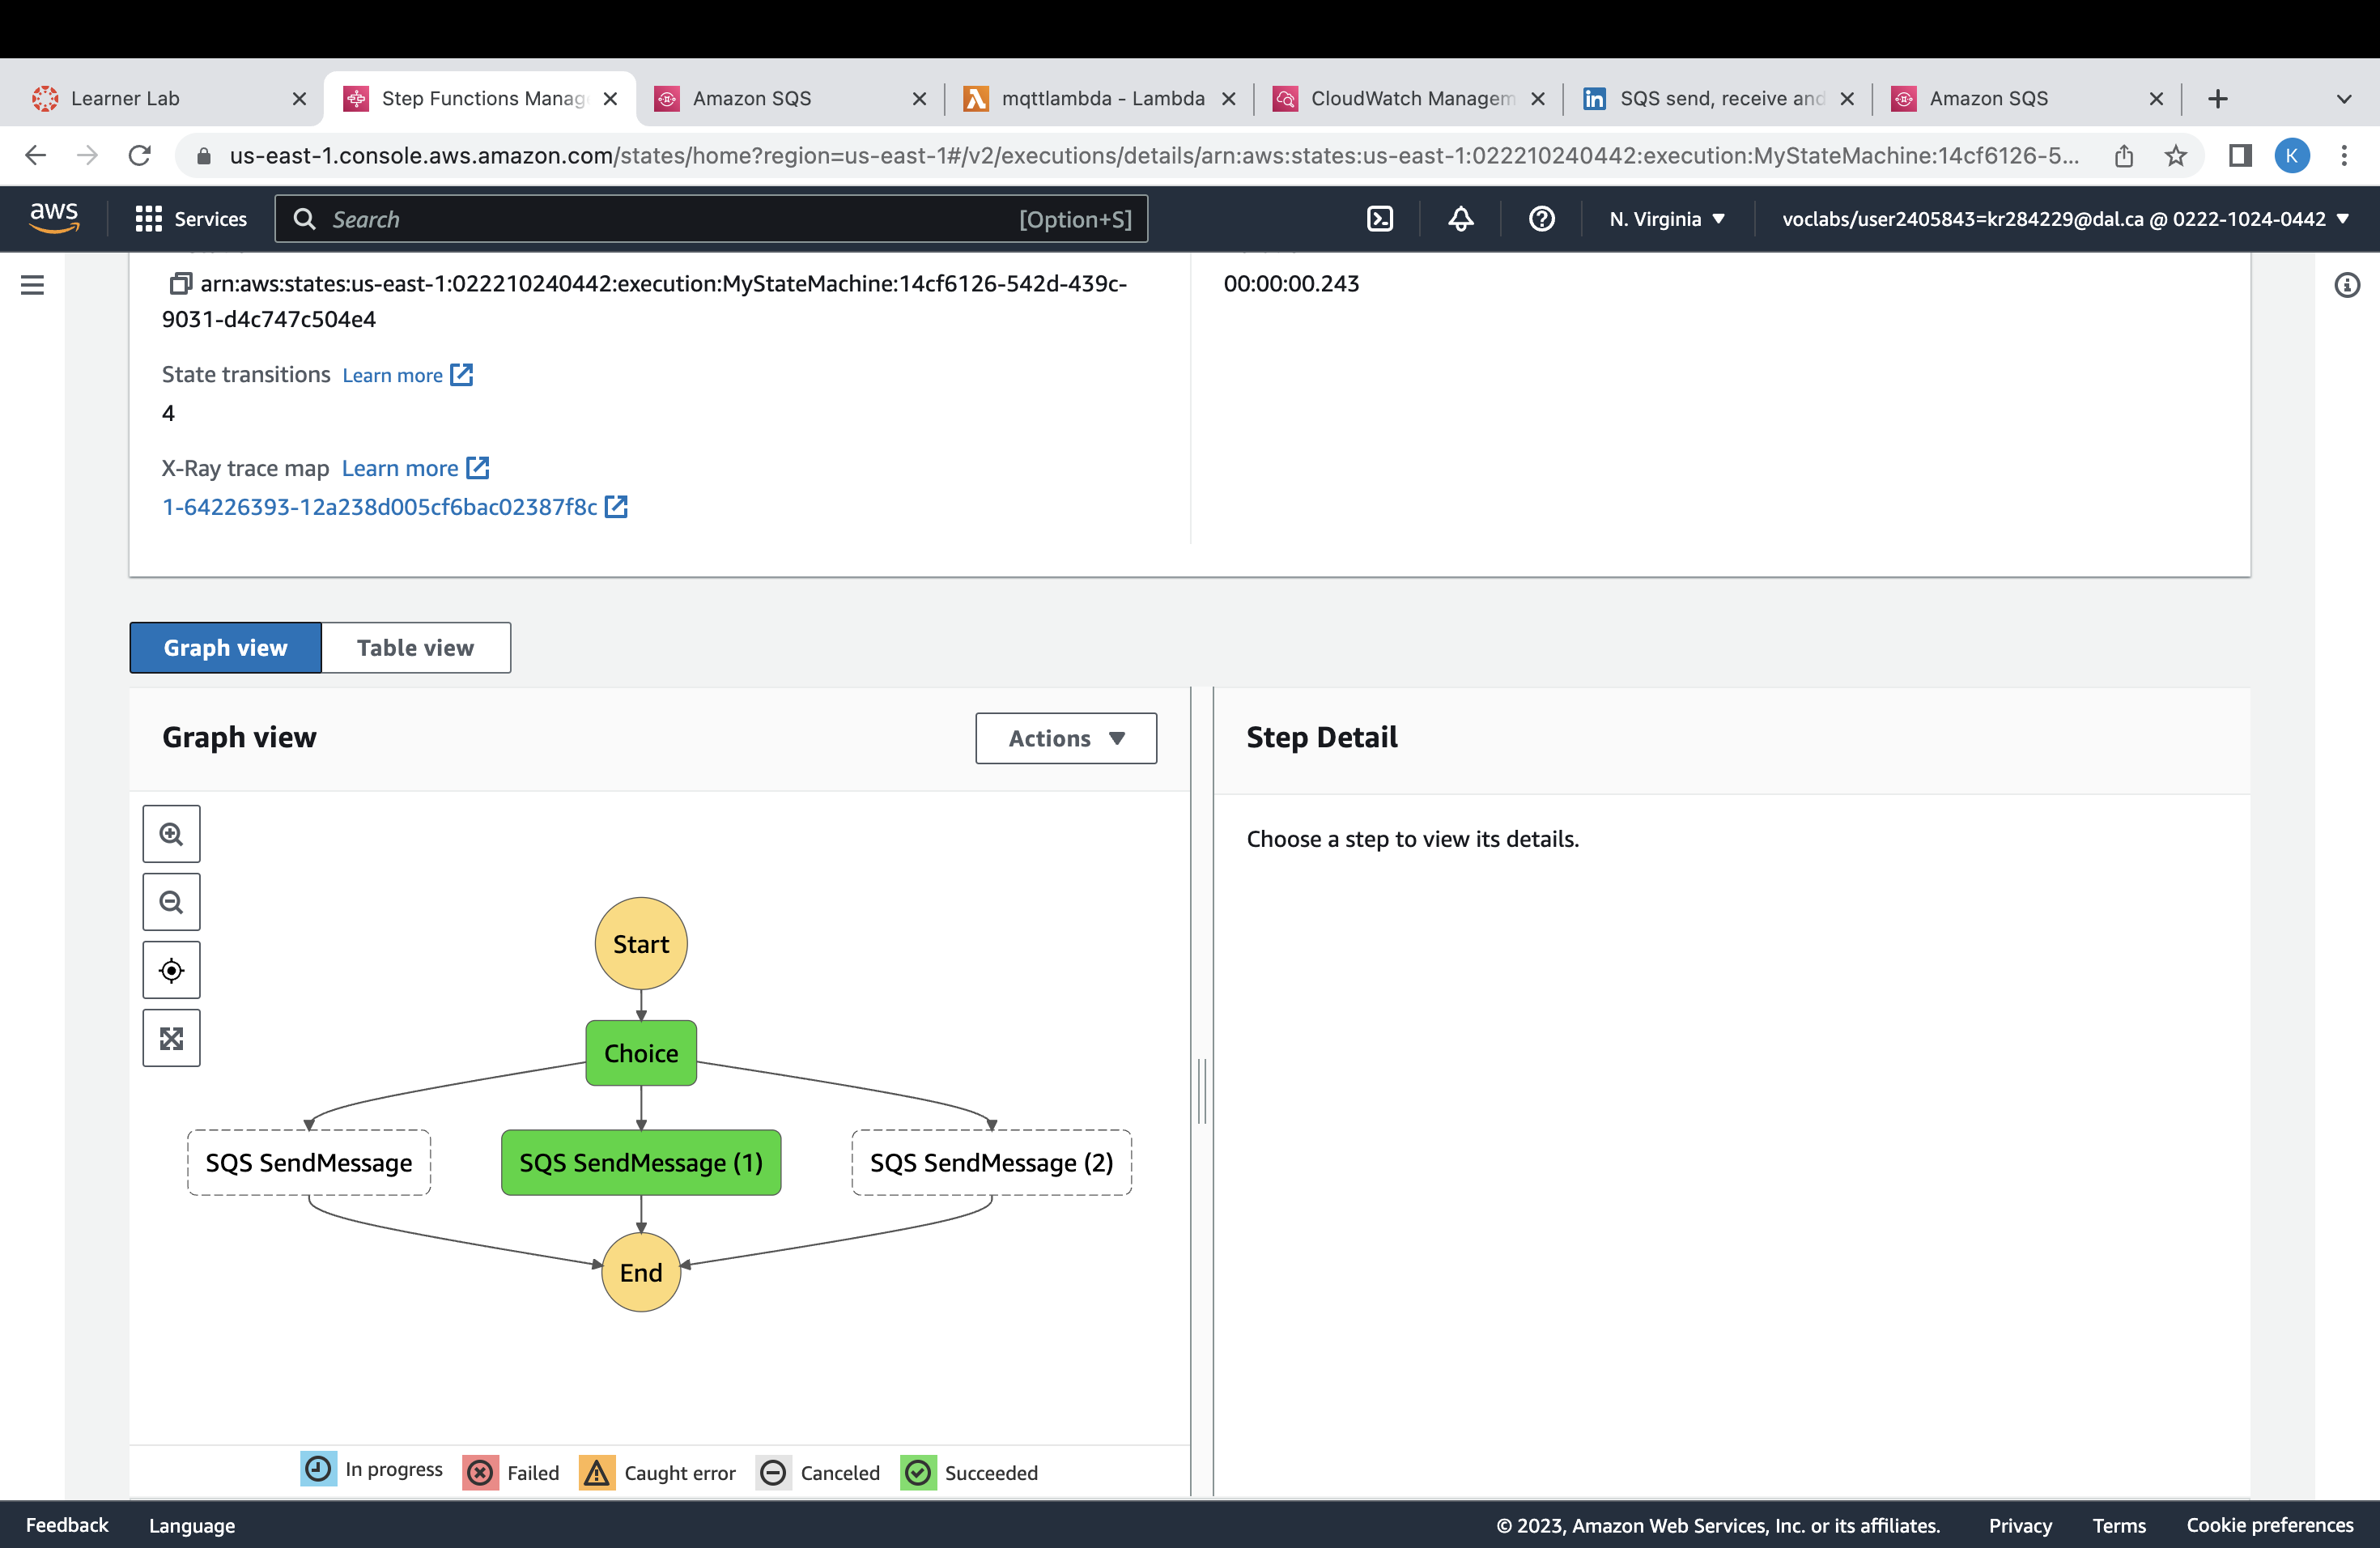 Learner Lab
Step Functions Manag
Amazon SQS
mqttlambda - Lambda
CloudWatch Managem
in
SQS send, receive and
Amazon SQS
us-east-1.console.aws.amazon.com/states/home?region=us-east-1#/v2/executions/details/arn:aws:states:us-east-1:022210240442:execution:MyStateMachine:14cf6126-5...
K
aws
Services
Search
[Option+S]
N. Virginia
voclabs/user2405843=kr284229@dal.ca @ 0222-1024-0442
arn:aws:states:us-east-1:022210240442:execution:MyStateMachine:14cf6126-542d-439c-
9031-d4c747c504e4
00:00:00.243
State transitions Learn more
4
X-Ray trace map Learn more
1-64226393-12a238d005cf6bac02387f8c
Graph view
Table view
Graph view
Actions
Step Detail
Choose a step to view its details.
Start
Choice
SQS SendMessage
SQS SendMessage (1)
SQS SendMessage (2)
End
In progress
Failed
Caught error
Canceled
Succeeded
Feedback
Language
© 2023, Amazon Web Services, Inc. or its affiliates.
Privacy
Terms
Cookie preferences